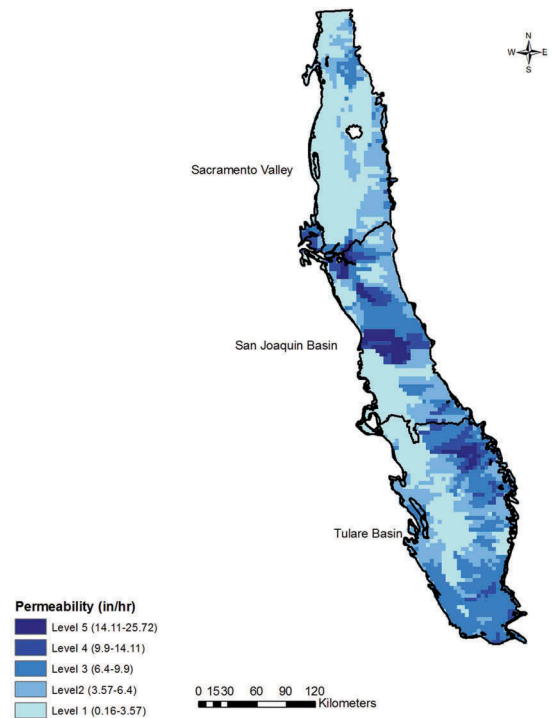 N
W E
S
Sacramento Valley
San Joaquin Basin
Tulare Basin
Permeability (in/hr)
Level 5 (14.11-25.72)
Level 4 (9.9-14.11)
Level 3 (6.4-9.9)
Level2 (3.57-6.4)
Level 1 (0.16-3.57)
0 1530 60 90 120
Kilometers